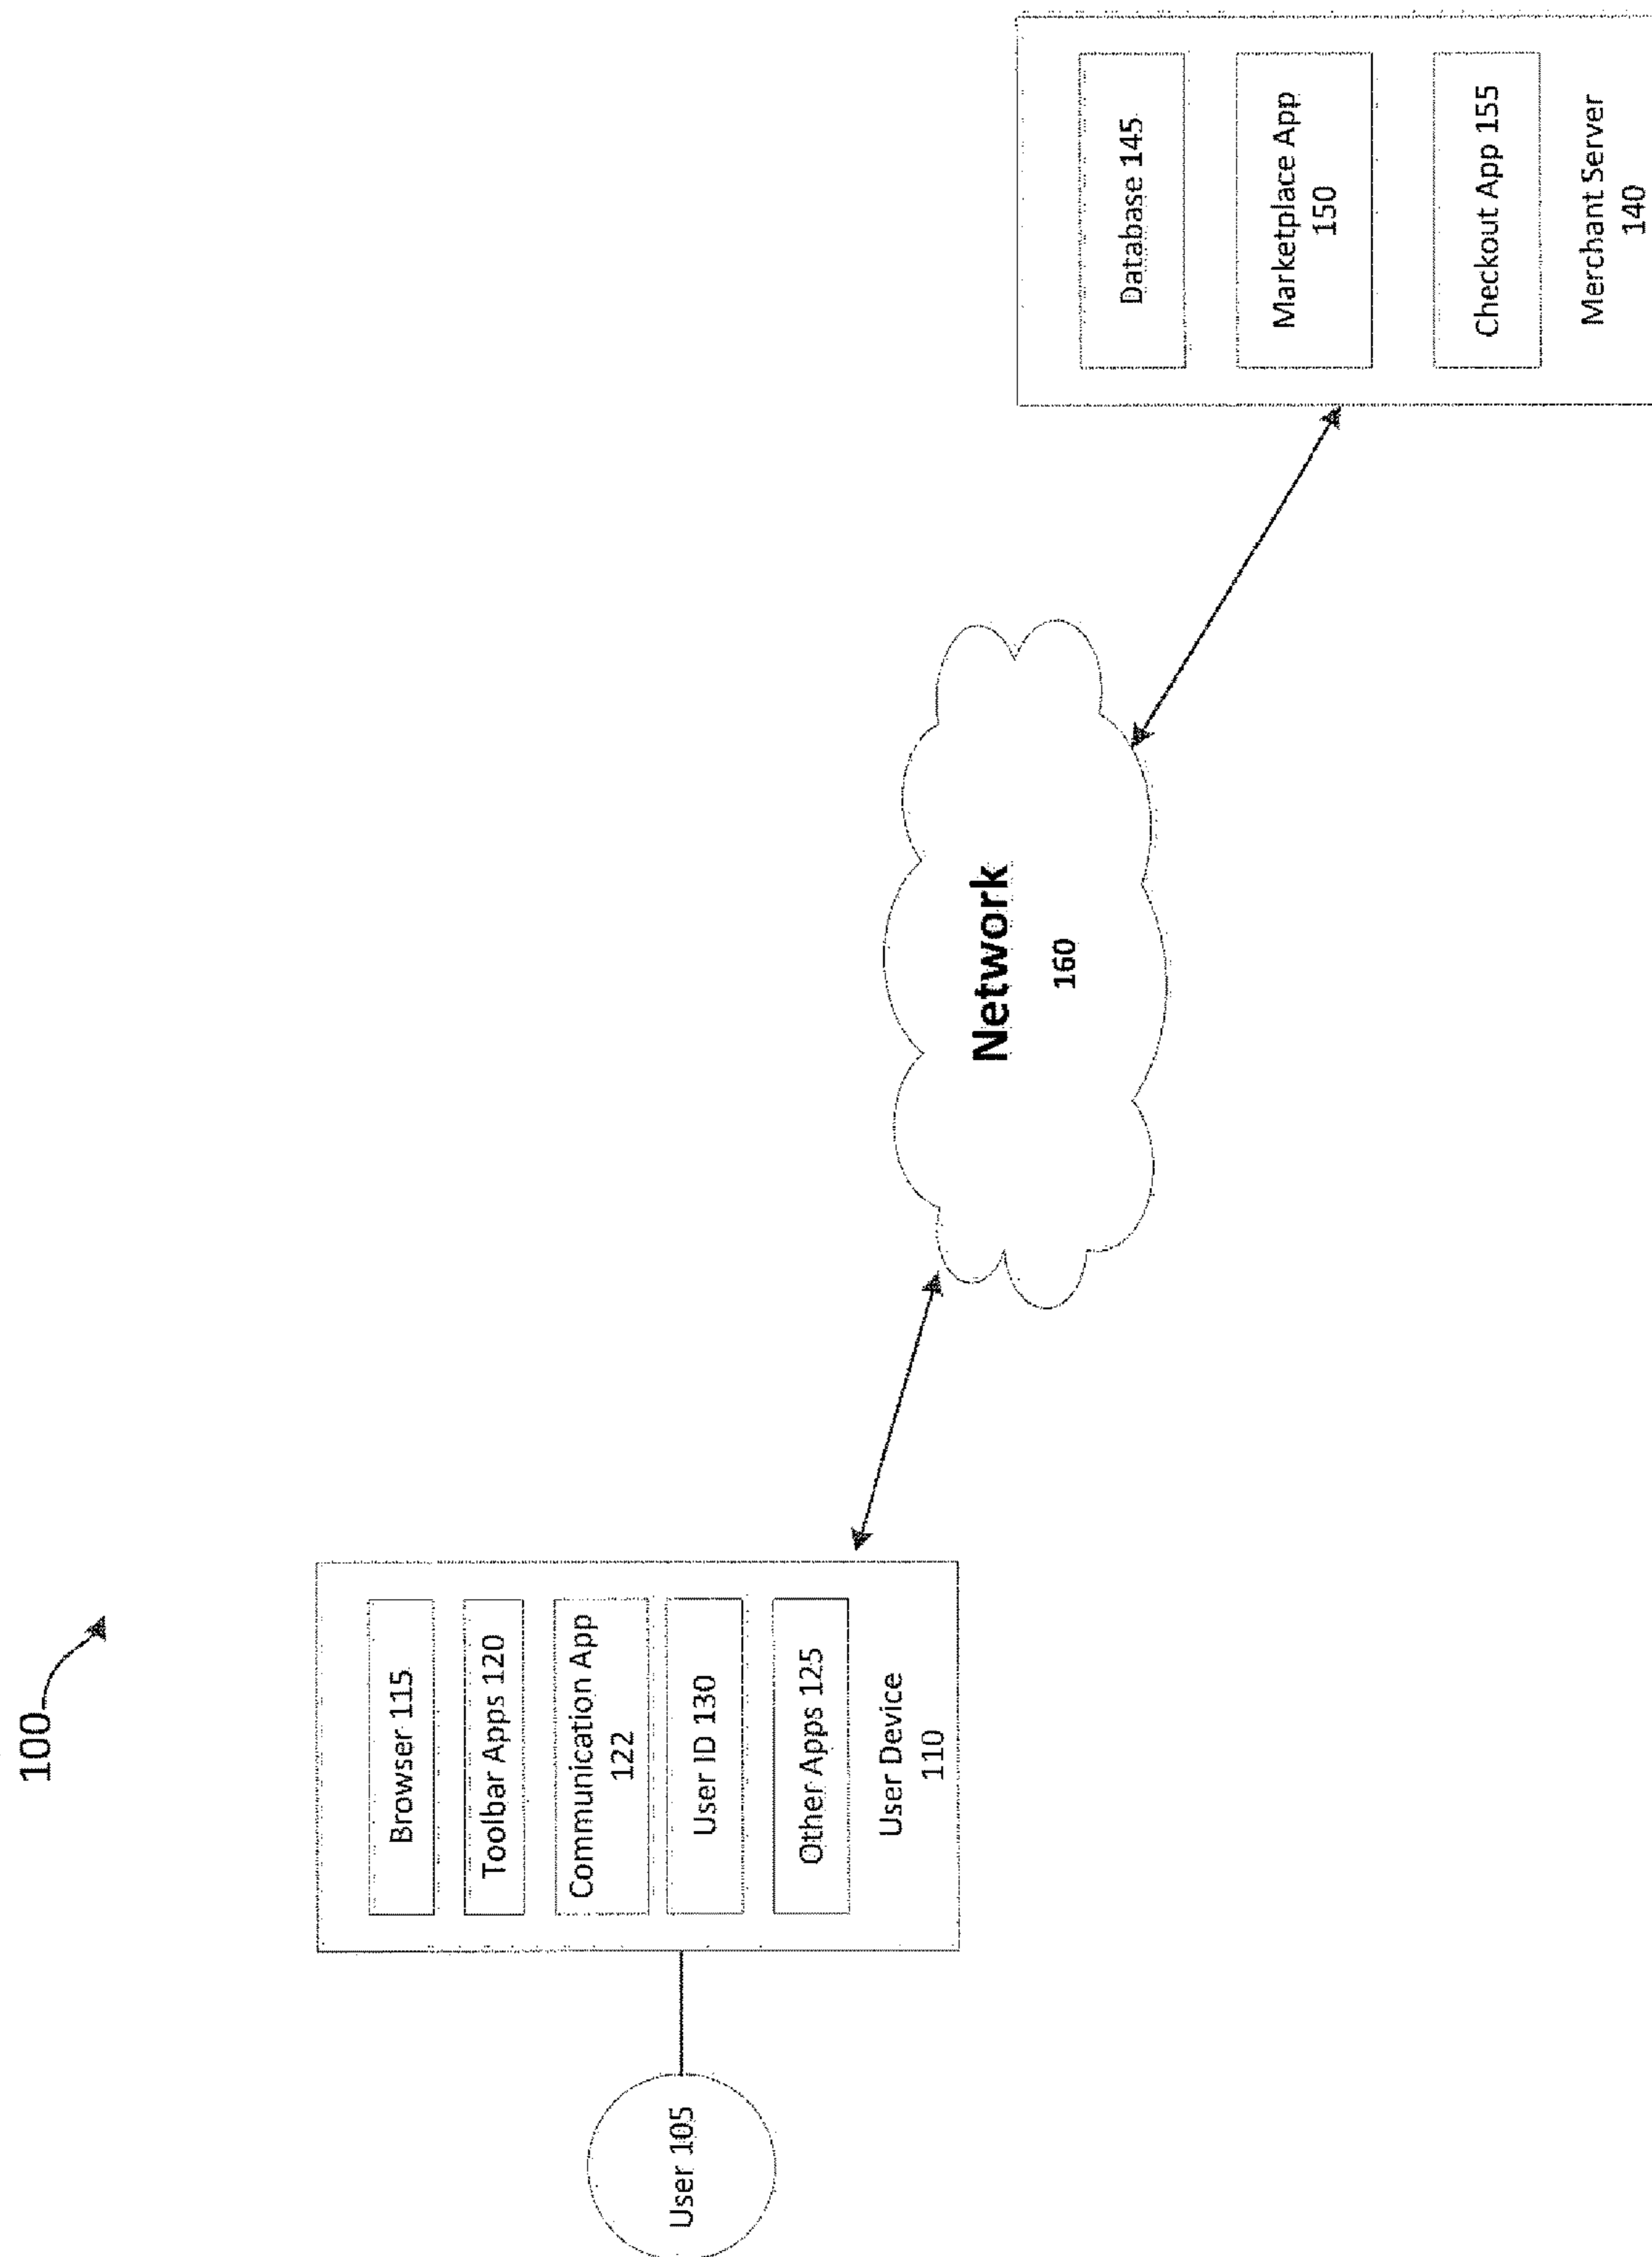 100
User 105
Browser 115
Toolbar Apps 120
Communication App
122
User ID 130
Other Apps 125
User Device
110
Network
160
Database 145
Marketplace App
150
Checkout App 155
Merchant Server
140